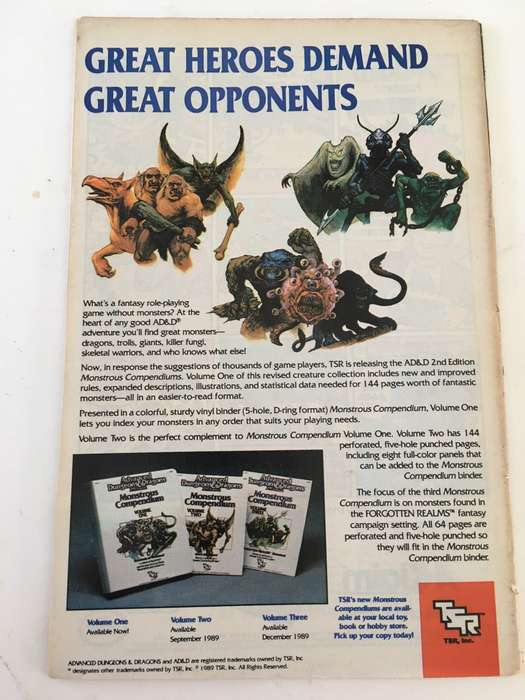 GREAT HEROES DEMAND
GREAT OPPONENTS
What's a fantasy role-playing
game without monsters? At the
heart of any good AD&D®
adventure you'll find great monsters—
dragons, trolls, giants, killer fungi,
skeletal warriors, and who knows what else!
Now, in response the suggestions of thousands of game players, TSR is releasing the AD&D 2nd Edition
Monstrous Compendiums. Volume One of this revised creature collection includes new and improved
rules, expanded descriptions, illustrations, and statistical data needed for 144 pages worth of fantastic
monsters—all in an easier-to-read format.
Presented in a colorful, sturdy vinyl binder (5-hole, D-ring format) Monstrous Compendium, Volume One
lets you index your monsters in any order that suits your playing needs.
Volume Two is the perfect complement to Monstrous Compendium Volume One. Volume Two has 144
perforated, five-hole punched pages,
including eight full-color panels that
can be added to the Monstrous
Compendium binder.
The focus of the third Monstrous
Compendium is on monsters found in
the FORGOTTEN REALMS™ fantasy
campaign setting. All 64 pages are
perforated and five-hole punched so
they will fit in the Monstrous
Compendium binder.
Advanced
Dungeons & Dragons
Monstrous
Compendium
VOLUME
ONE
Advanced
Dungeons & Dragons
Monstrous
Compendium
VOLUME
TWO
Advanced
Dungeons & Dragons
Monstrous
Compendium
Volume One
Available Now!
Volume Two
Available
September 1989
Volume Three
Available
December 1989
TSR's new Monstrous
Compendiums are avail-
able at your local toy,
book or hobby store.
Pick up your copy today!
TSR
TSR, Inc.
ADVANCED DUNGEONS & DRAGONS and AD&D are registered trademarks owned by TSR, Inc
™ designates other trademarks owned by TSR, Inc. © 1989 TSR, Inc. All Rights Reserved.